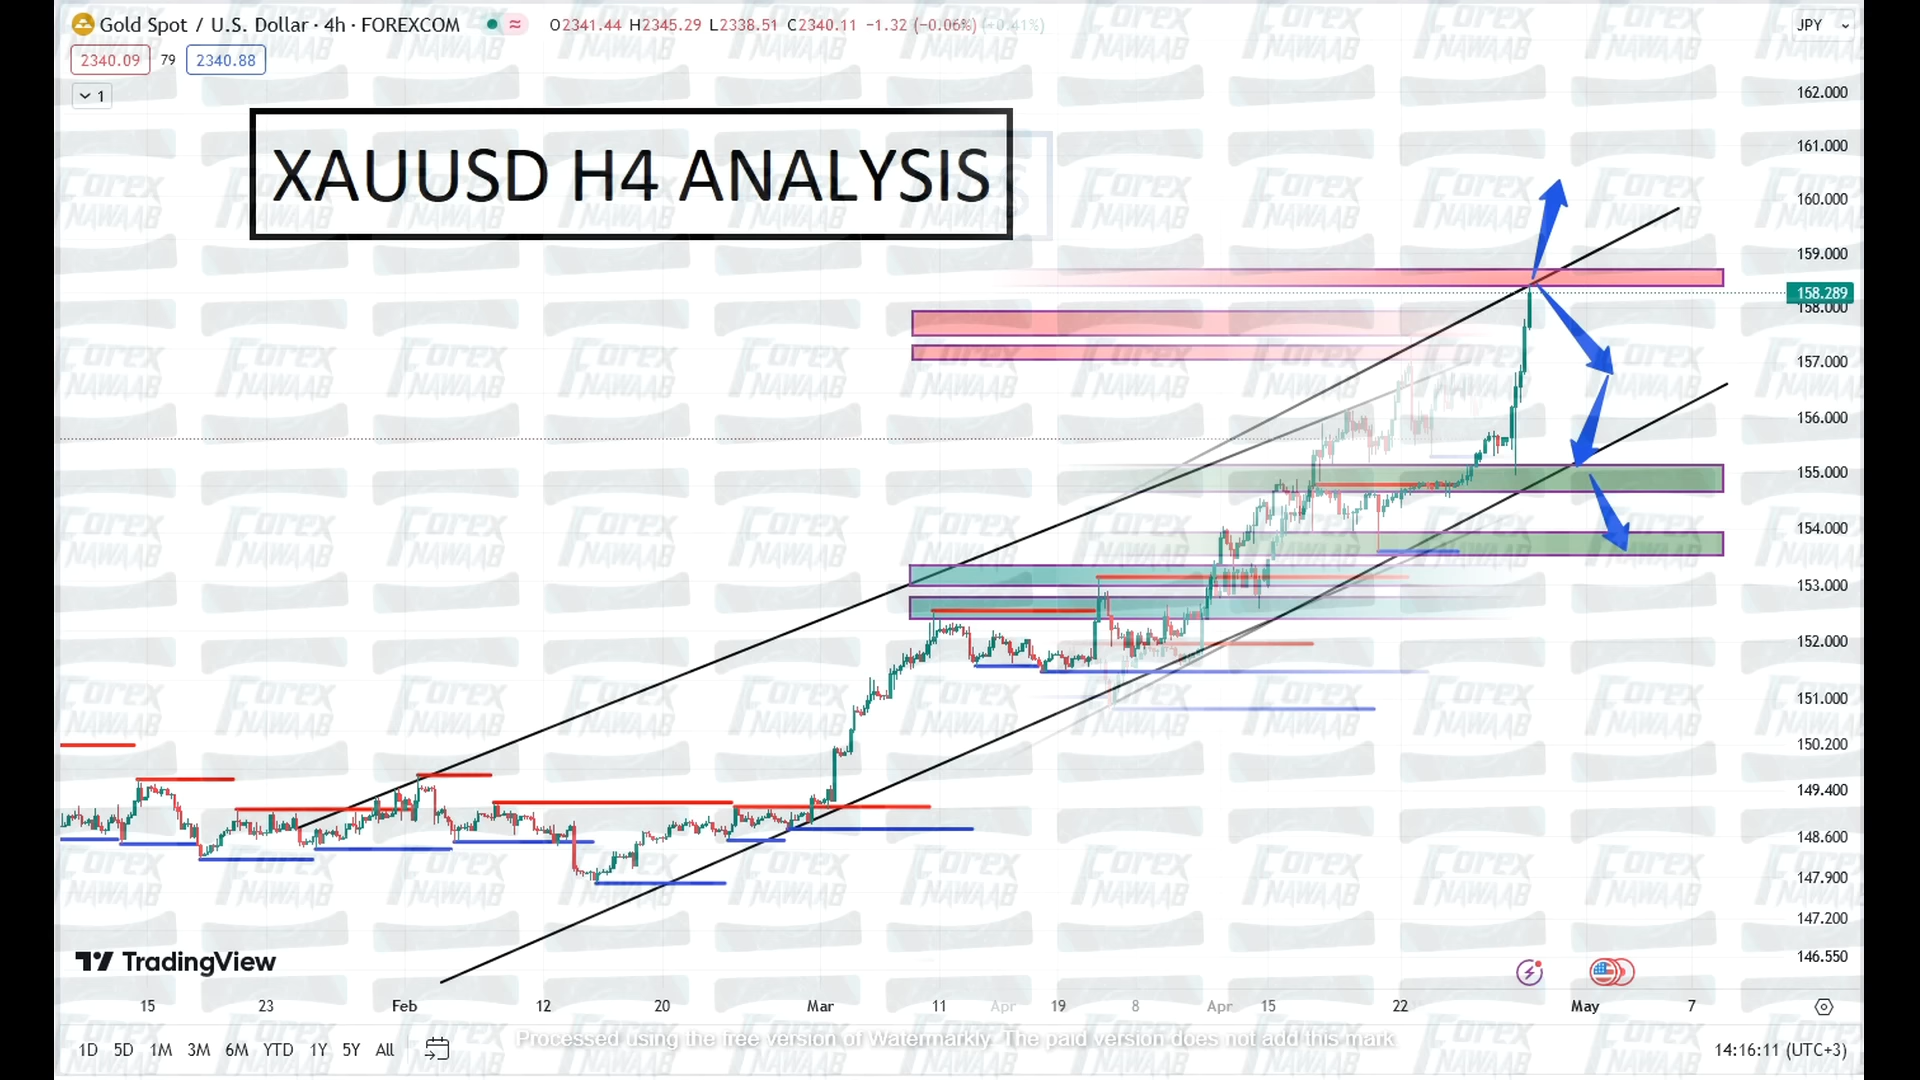 Gold Spot / U.S. Dollar · 4h · FOREXCOM
O2341.44 H2345.29 L2338.51 C2340.11 −1.32 (−0.06%) (+0.41%)
JPY
2340.09 79 2340.88
1
XAUUSD H4 ANALYSIS
162.000
161.000
160.000
159.000
158.289
158.000
157.000
156.000
155.000
154.000
153.000
152.000
151.000
150.200
149.400
148.600
147.900
147.200
146.550
Forex
NAWAAB
TradingView
15 23 Feb 12 20 Mar 11 Apr 19 8 Apr 15 22 May 7
1D 5D 1M 3M 6M YTD 1Y 5Y All
Processed using the free version of Watermarkly. The paid version does not add this mark.
14:16:11 (UTC+3)